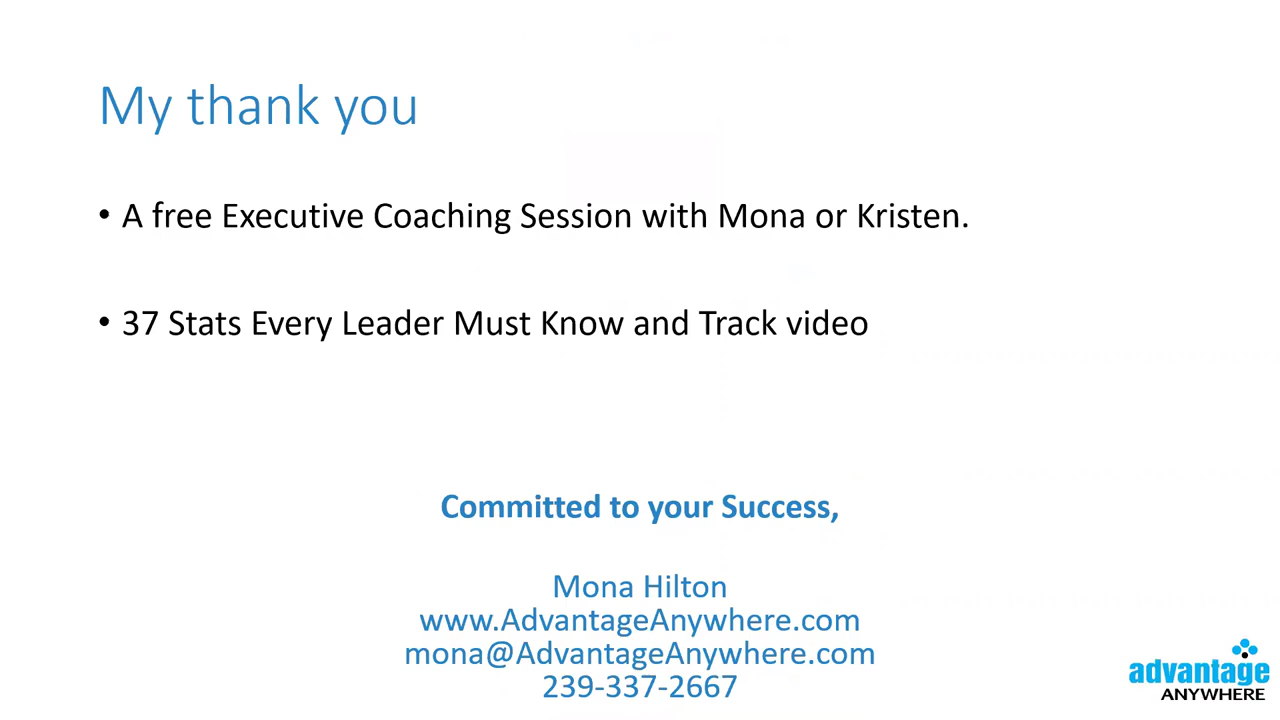 My thank you
• A free Executive Coaching Session with Mona or Kristen.
• 37 Stats Every Leader Must Know and Track video
Committed to your Success,
Mona Hilton
www.AdvantageAnywhere.com
mona@AdvantageAnywhere.com
239-337-2667
advantage
ANYWHERE